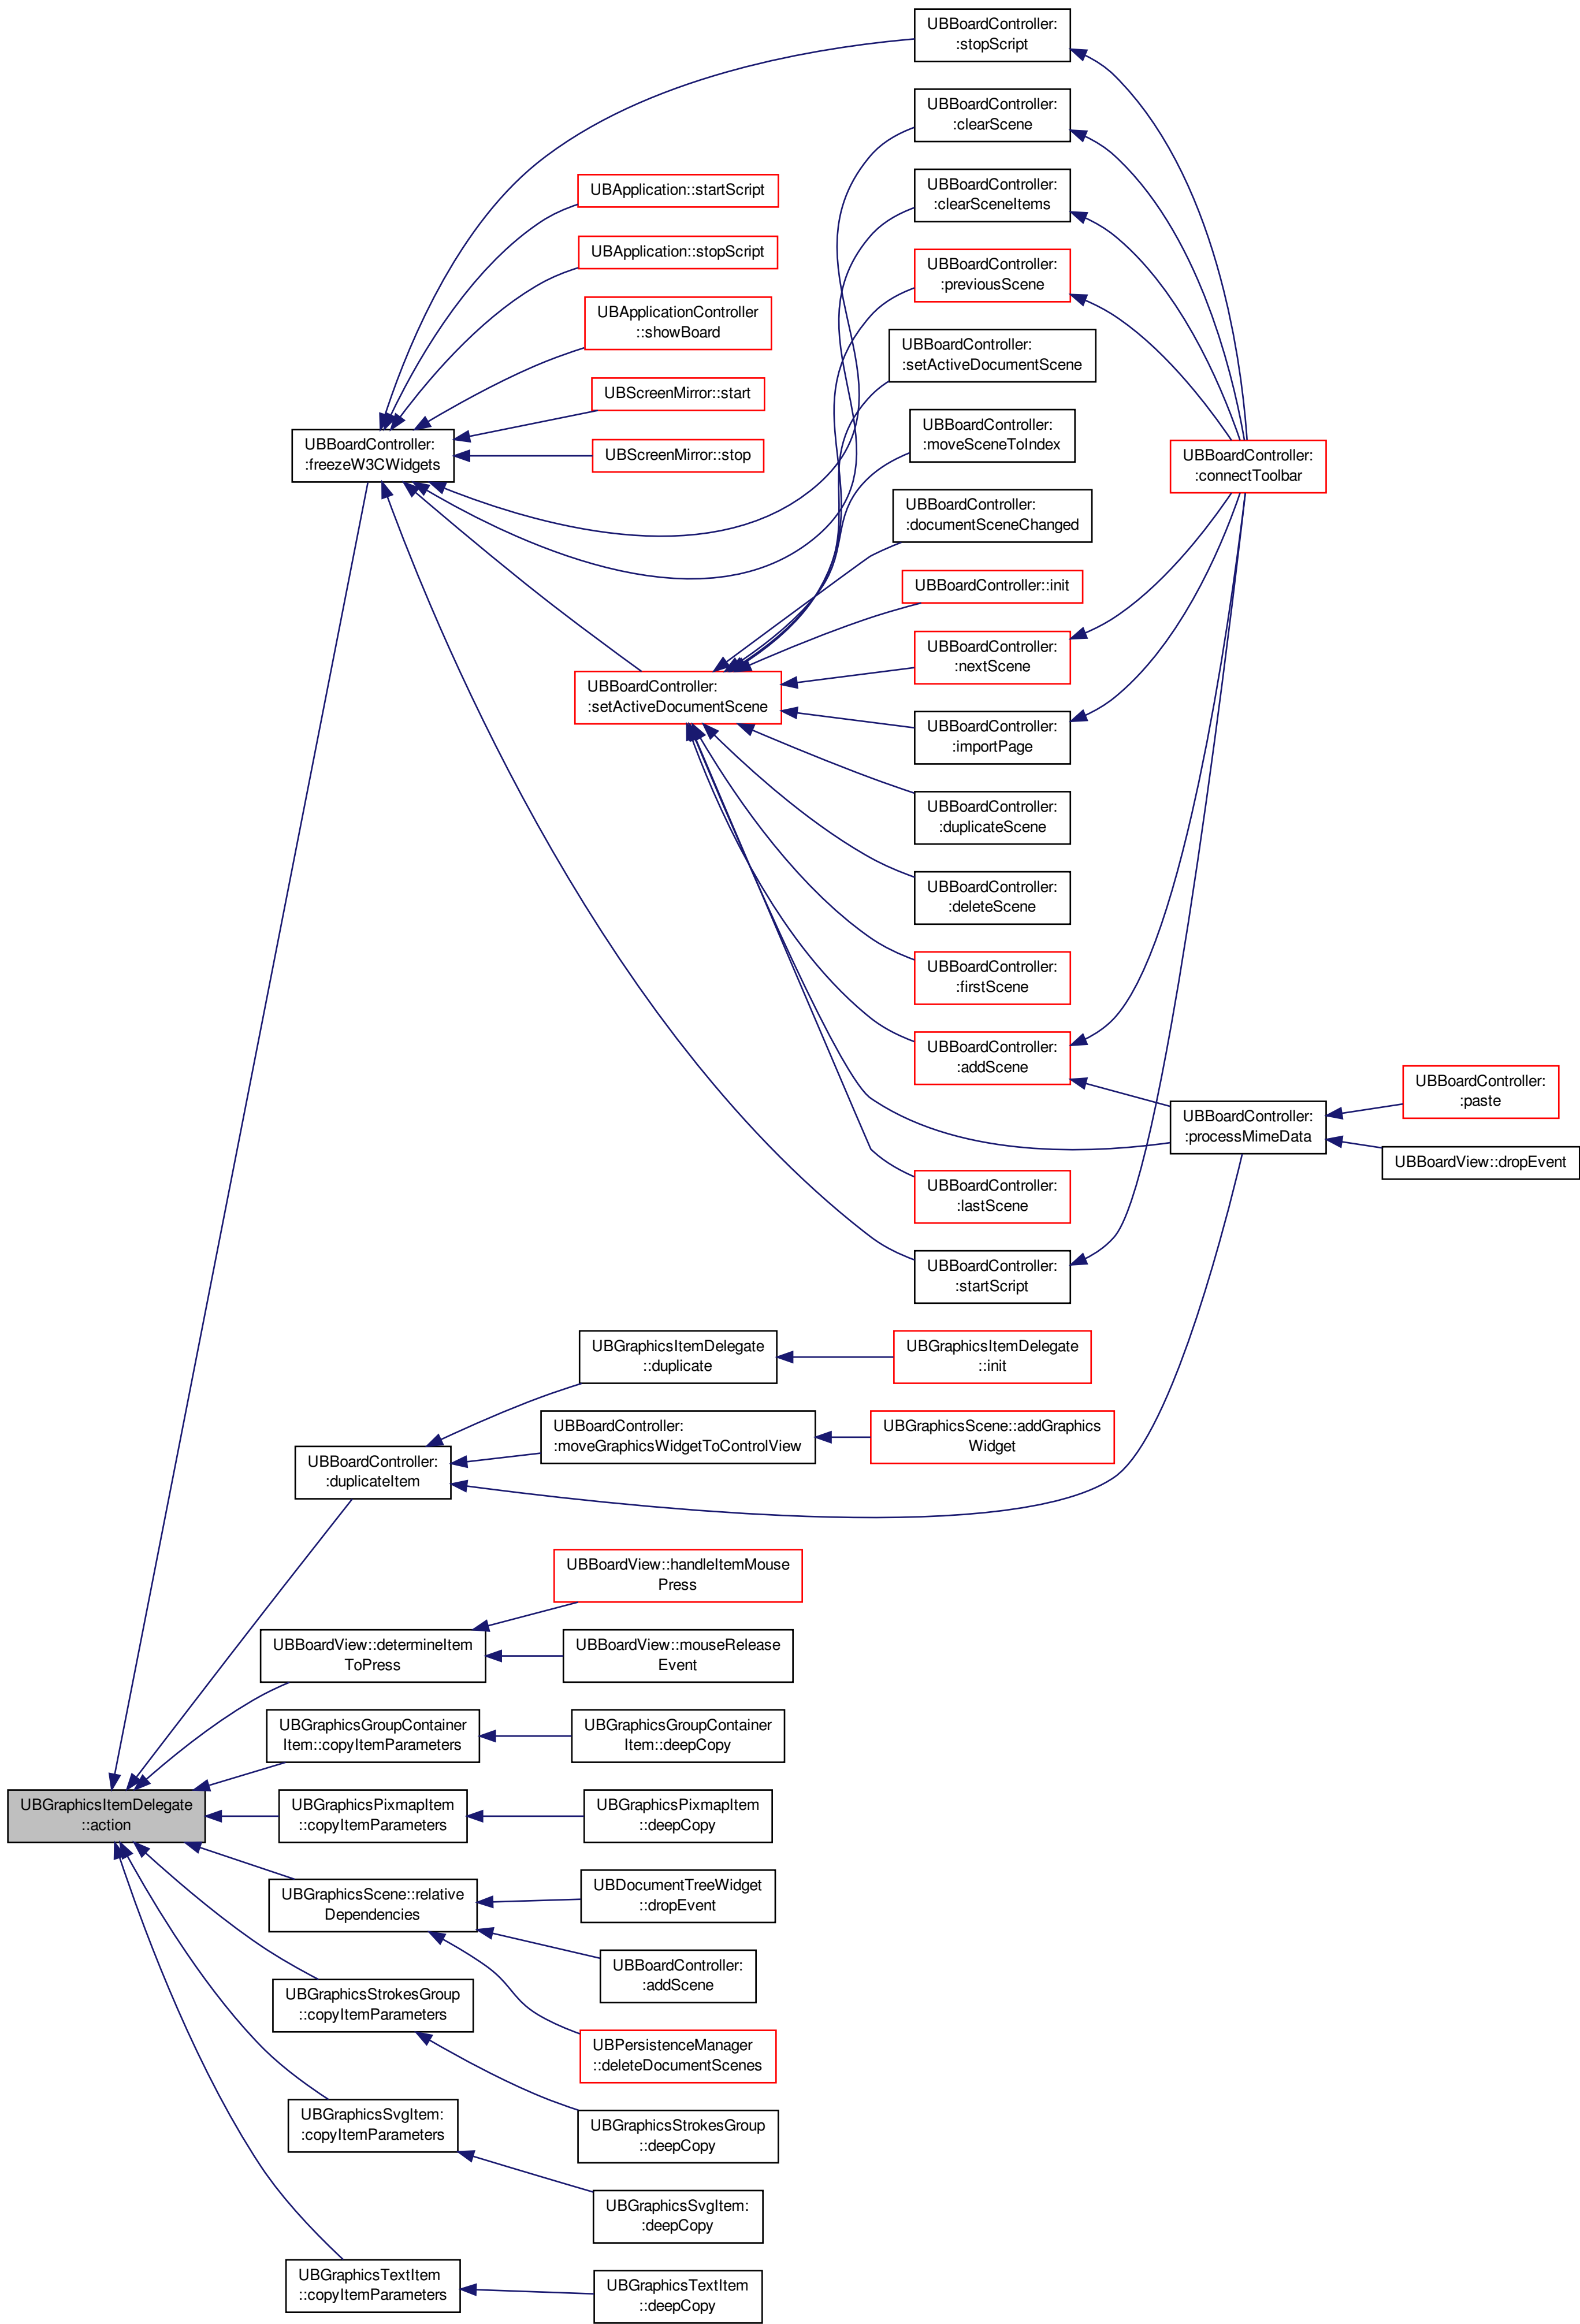 UBBoardController:
:stopScript
UBBoardController:
:clearScene
UBApplication::startScript
UBBoardController:
:clearSceneItems
UBApplication::stopScript
UBBoardController:
:previousScene
UBApplicationController
::showBoard
UBBoardController:
:setActiveDocumentScene
UBScreenMirror::start
UBBoardController:
:moveSceneToIndex
UBBoardController:
:freezeW3CWidgets
UBScreenMirror::stop
UBBoardController:
:connectToolbar
UBBoardController:
:documentSceneChanged
UBBoardController::init
UBBoardController:
:nextScene
UBBoardController:
:setActiveDocumentScene
UBBoardController:
:importPage
UBBoardController:
:duplicateScene
UBBoardController:
:deleteScene
UBBoardController:
:firstScene
UBBoardController:
:addScene
UBBoardController:
:paste
UBBoardController:
:processMimeData
UBBoardView::dropEvent
UBBoardController:
:lastScene
UBBoardController:
:startScript
UBGraphicsItemDelegate
::duplicate
UBGraphicsItemDelegate
::init
UBBoardController:
:moveGraphicsWidgetToControlView
UBGraphicsScene::addGraphics
Widget
UBBoardController:
:duplicateItem
UBBoardView::handleItemMouse
Press
UBBoardView::determineItem
ToPress
UBBoardView::mouseRelease
Event
UBGraphicsGroupContainer
Item::copyItemParameters
UBGraphicsGroupContainer
Item::deepCopy
UBGraphicsItemDelegate
::action
UBGraphicsPixmapItem
::copyItemParameters
UBGraphicsPixmapItem
::deepCopy
UBGraphicsScene::relative
Dependencies
UBDocumentTreeWidget
::dropEvent
UBBoardController:
:addScene
UBGraphicsStrokesGroup
::copyItemParameters
UBPersistenceManager
::deleteDocumentScenes
UBGraphicsSvgItem:
:copyItemParameters
UBGraphicsStrokesGroup
::deepCopy
UBGraphicsSvgItem:
:deepCopy
UBGraphicsTextItem
::copyItemParameters
UBGraphicsTextItem
::deepCopy